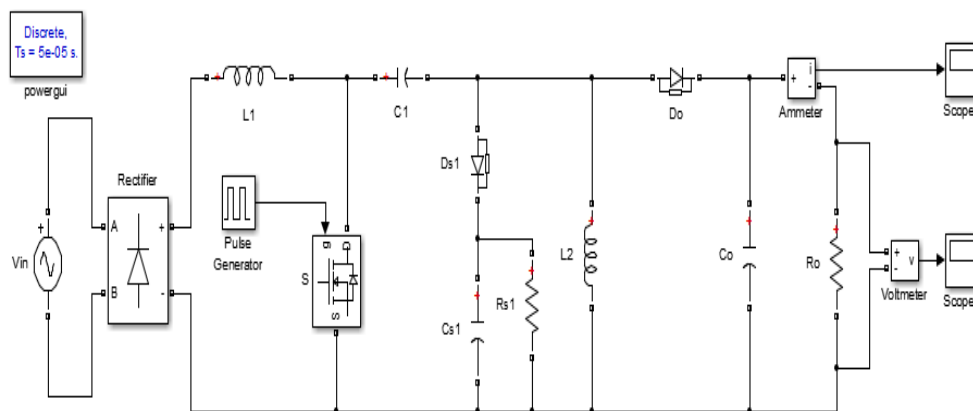 Discrete,
Ts = 5e-05 s.
powergui
Vin
+
Rectifier
A
B
+
-
L1
Pulse
Generator
S
g
D
S
C1
Ds1
Cs1
Rs1
L2
Do
Co
+
i
-
Ammeter
Scope
Ro
+
-
v
Voltmeter
Scope